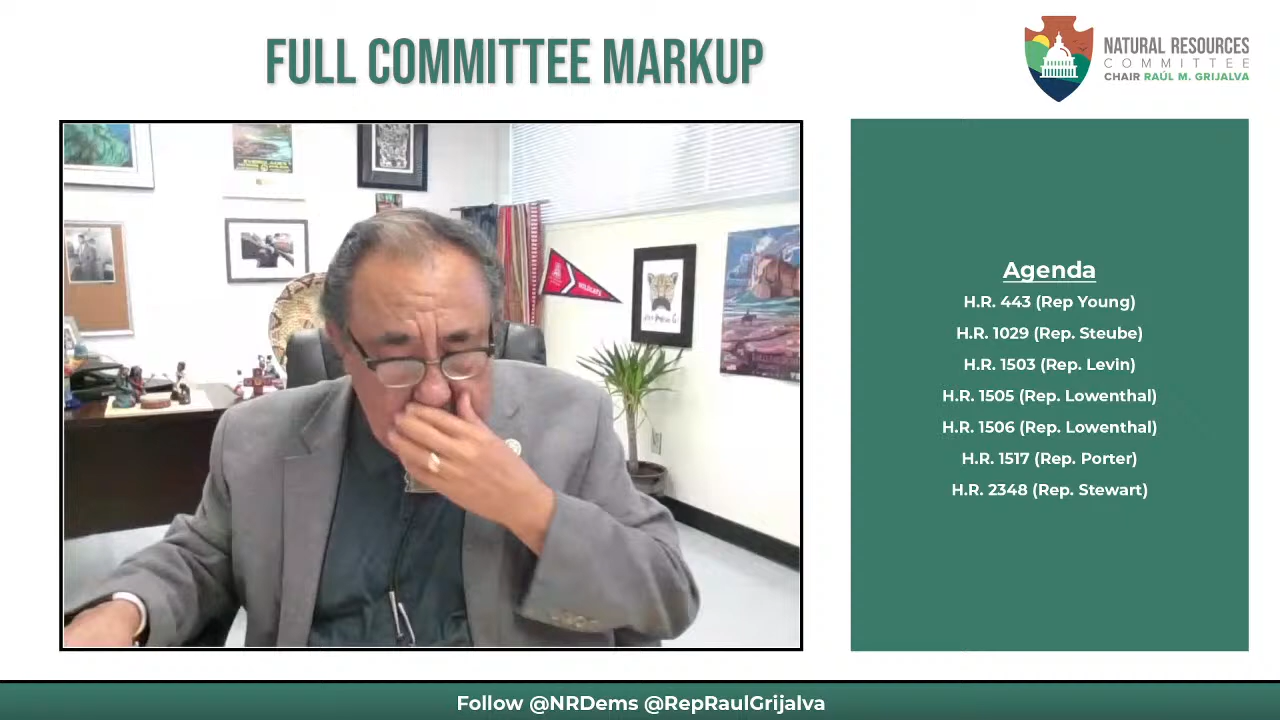 FULL COMMITTEE MARKUP
NATURAL RESOURCES
COMMITTEE
CHAIR RAÚL M. GRIJALVA
WILDCATS
Agenda
H.R. 443 (Rep Young)
H.R. 1029 (Rep. Steube)
H.R. 1503 (Rep. Levin)
H.R. 1505 (Rep. Lowenthal)
H.R. 1506 (Rep. Lowenthal)
H.R. 1517 (Rep. Porter)
H.R. 2348 (Rep. Stewart)
Follow @NRDems @RepRaulGrijalva